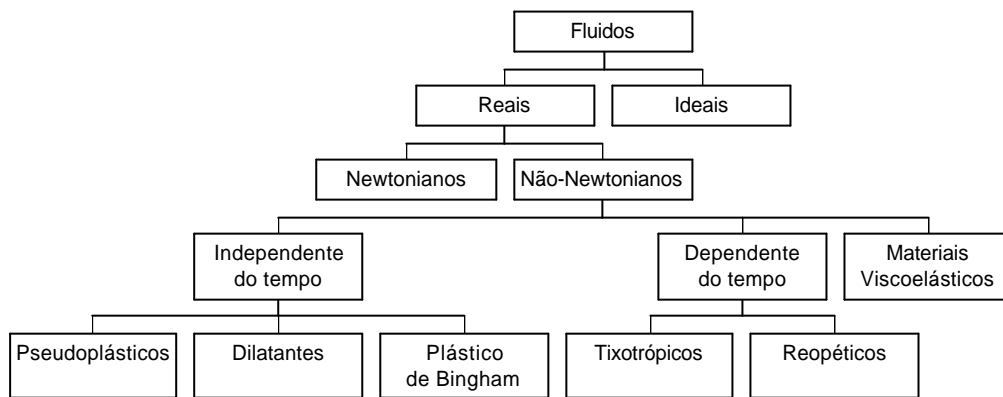 Fluidos
Reais
Ideais
Newtonianos
Não-Newtonianos
Independente
do tempo
Dependente
do tempo
Materiais
Viscoelásticos
Pseudoplásticos
Dilatantes
Plástico
de Bingham
Tixotrópicos
Reopéticos